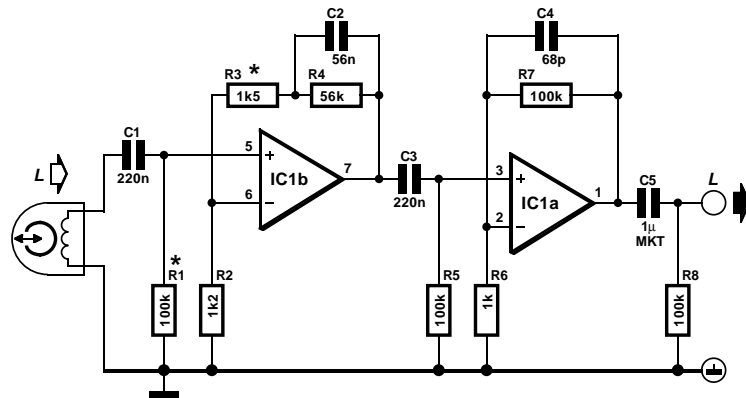 C2
56n
C4
68p
R3 *
1k5
R4
56k
R7
100k
C1
220n
L
5
+
6
–
IC1b
7
C3
220n
3
+
2
–
IC1a
1
C5
1µ
MKT
L
*
R1
100k
R2
1k2
R5
100k
R6
1k
R8
100k